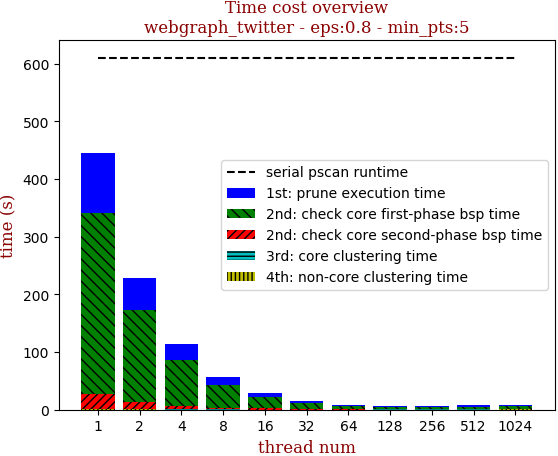 Time cost overview
webgraph_twitter - eps:0.8 - min_pts:5
time (s)
600
500
400
300
200
100
0
serial pscan runtime
1st: prune execution time
2nd: check core first-phase bsp time
2nd: check core second-phase bsp time
3rd: core clustering time
4th: non-core clustering time
1 2 4 8 16 32 64 128 256 512 1024
thread num